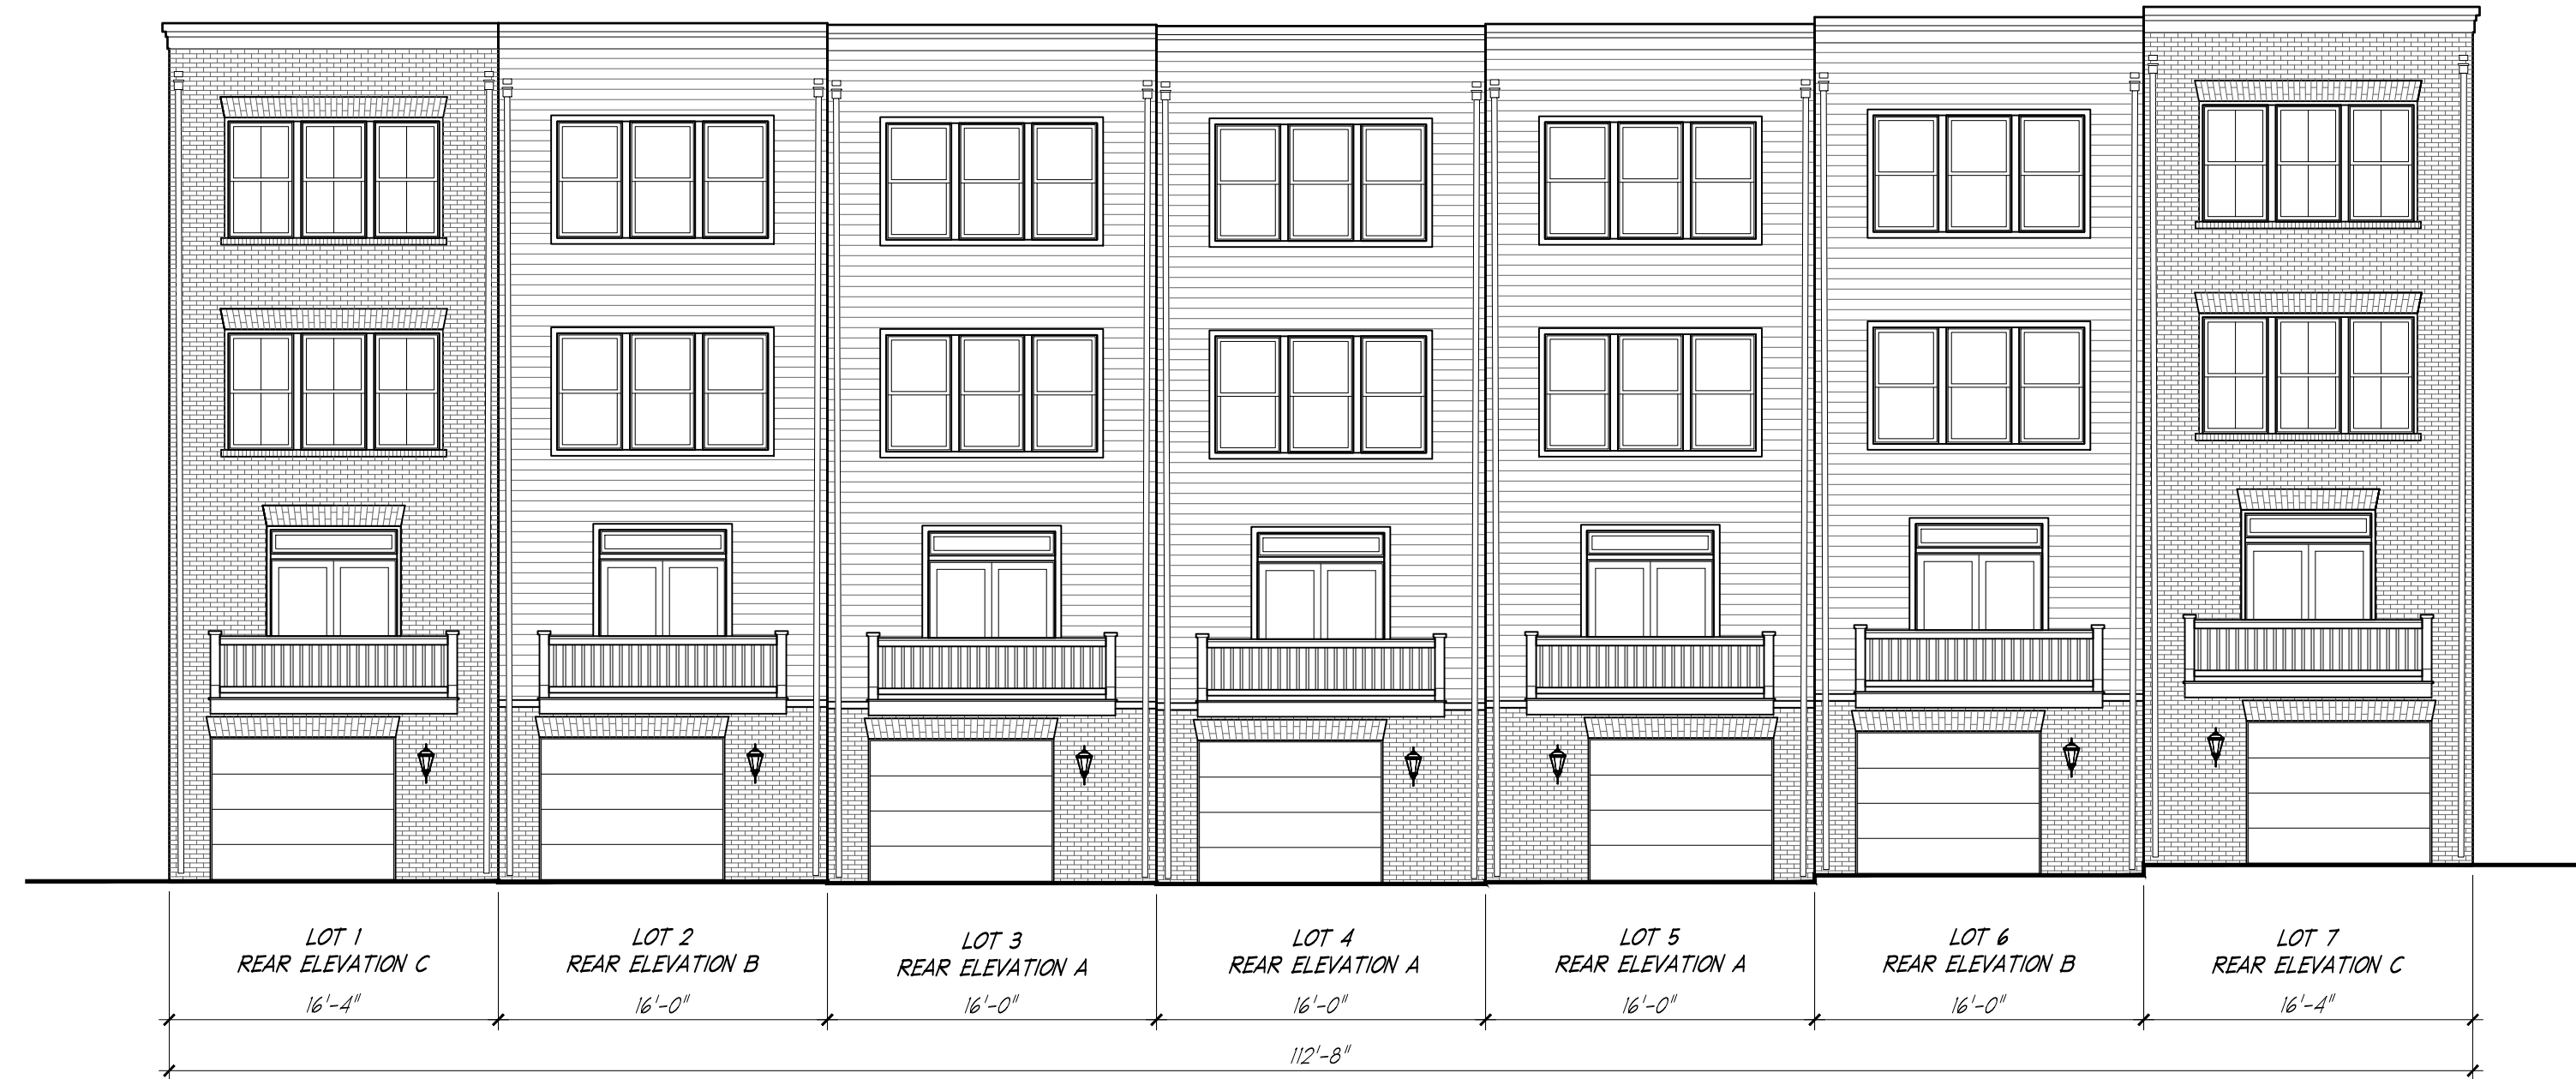 LOT 1
REAR ELEVATION C
16'-4"
LOT 2
REAR ELEVATION B
16'-0"
LOT 3
REAR ELEVATION A
16'-0"
LOT 4
REAR ELEVATION A
16'-0"
LOT 5
REAR ELEVATION A
16'-0"
LOT 6
REAR ELEVATION B
16'-0"
LOT 7
REAR ELEVATION C
16'-4"
112'-8"